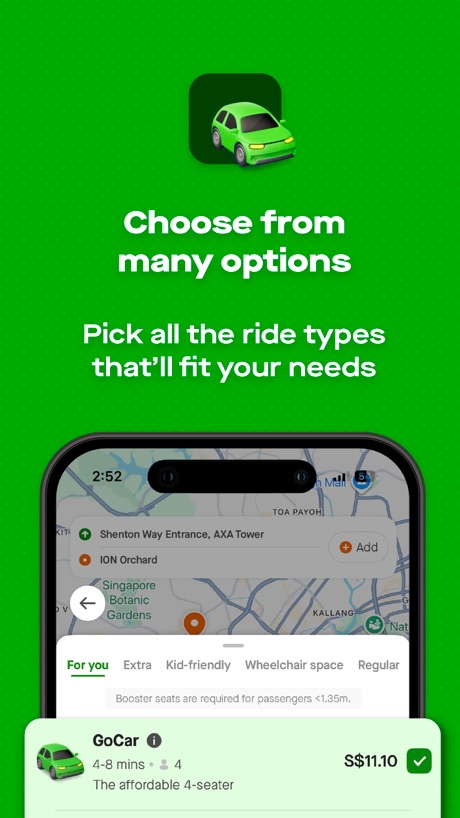 Choose from
many options
Pick all the ride types
that'll fit your needs
2:52
Mall
TOA PAYOH
Shenton Way Entrance, AXA Tower
ION Orchard
Add
Singapore
Botanic
Gardens
KALLANG
Nat
For you Extra Kid-friendly Wheelchair space Regular
Booster seats are required for passengers <1.35m.
GoCar
4-8 mins • 4
S$11.10
The affordable 4-seater